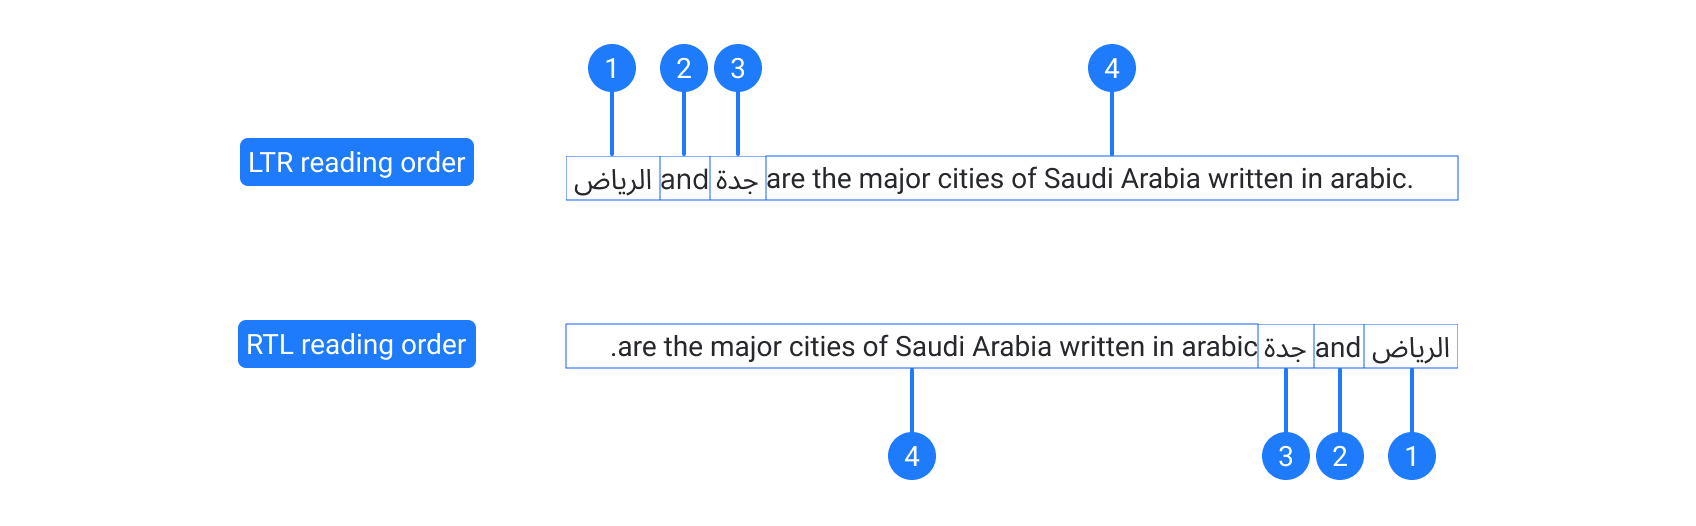 1 2 3 4
LTR reading order
الرياض and جدة are the major cities of Saudi Arabia written in arabic.
RTL reading order
الرياض and جدة are the major cities of Saudi Arabia written in arabic.
4 3 2 1